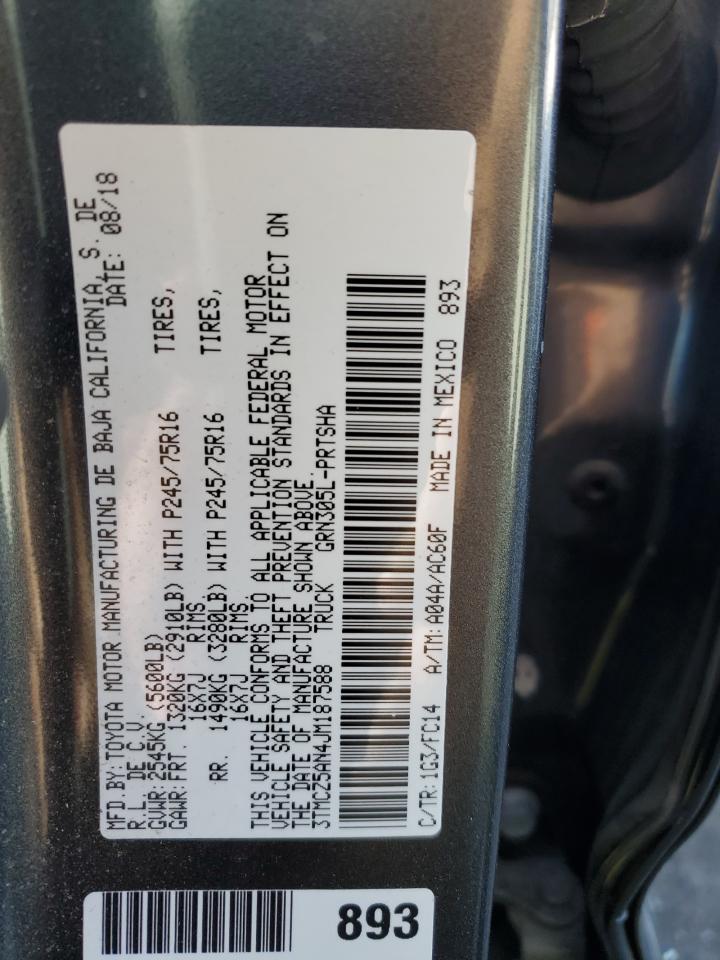 MFD.BY:TOYOTA MOTOR MANUFACTURING DE BAJA CALIFORNIA, S. DE
R.L. DE C.V. DATE: 08/18
GVWR: 2545KG (5600LB)
GAWR:FRT. 1320KG (2910LB) WITH P245/75R16 TIRES,
16X7J RIMS
RR. 1490KG (3280LB) WITH P245/75R16 TIRES,
16X7J RIMS.
THIS VEHICLE CONFORMS TO ALL APPLICABLE FEDERAL MOTOR
VEHICLE SAFETY AND THEFT PREVENTION STANDARDS IN EFFECT ON
THE DATE OF MANUFACTURE SHOWN ABOVE.
3TMCZ5AN4JM187588 TRUCK GRN305L-PRTSHA
C/TR:1G3/FC14 A/TM:A04A/AC60F MADE IN MEXICO 893
893